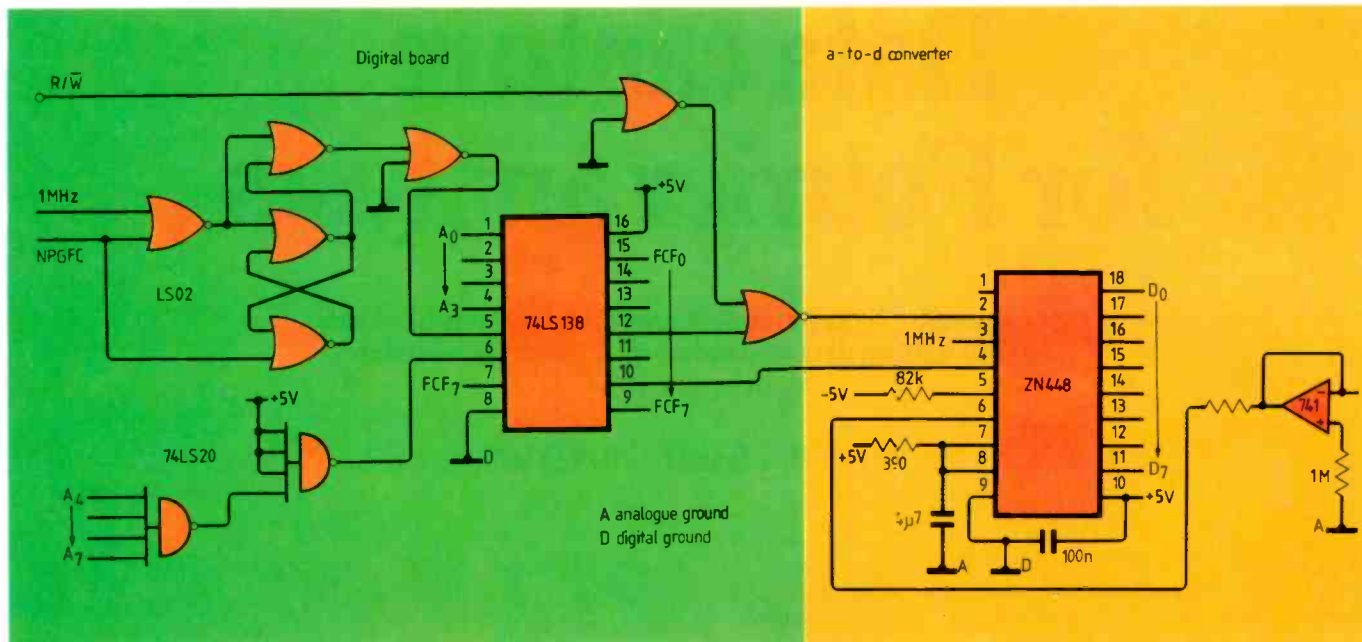 Digital board
a-to-d converter
R/W̅
1MHz
NPGFC
LS02
+5V
74LS20
A4
A7
A0
A3
FCF7
1
2
3
4
5
6
7
8
74LS138
16
15
14
13
12
11
10
9
+5V
FCF0
FCF7
D
A analogue ground
D digital ground
1MHz
-5V
82k
+5V
390
4µ7
A
D
100n
1
2
3
4
5
6
7
8
9
ZN448
18
17
16
15
14
13
12
11
10
D0
D7
+5V
741
-
+
1M
A